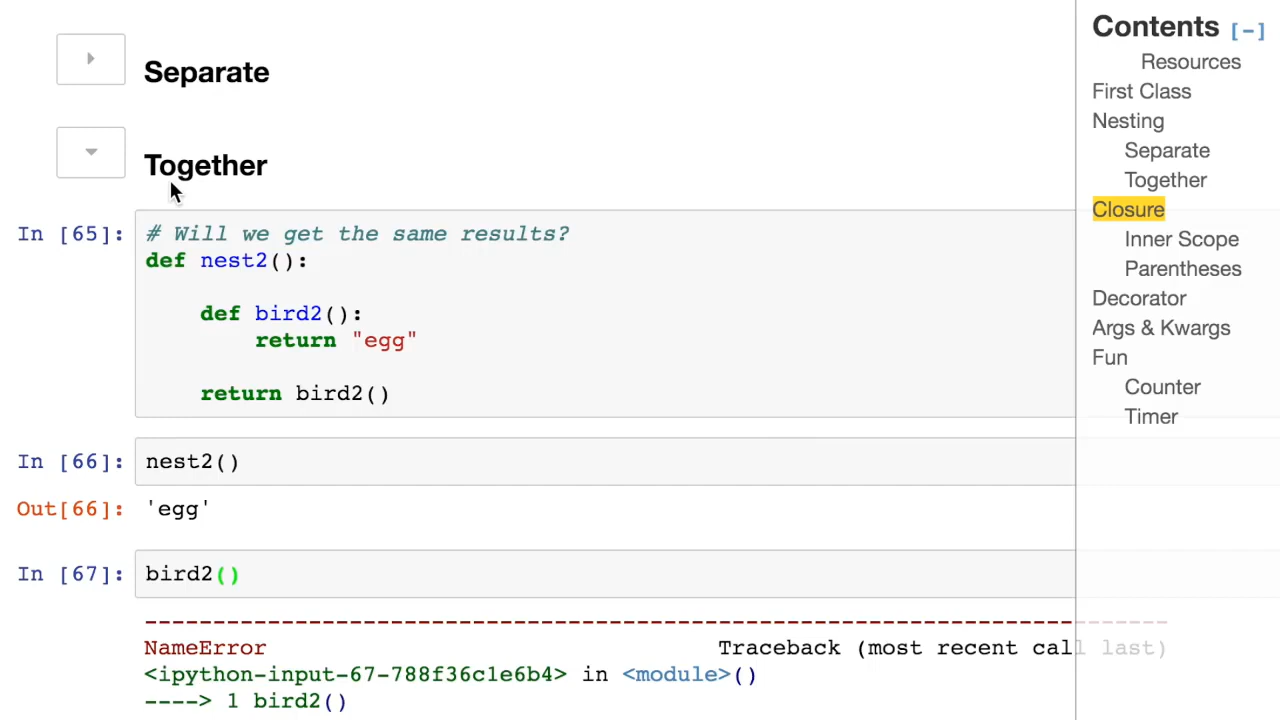 Separate
Together
In [65]:
# Will we get the same results?
def nest2():
    def bird2():
        return "egg"
    return bird2()
In [66]: nest2()
Out[66]: 'egg'
In [67]: bird2()
---------------------------------------------------------------------------
NameError                                 Traceback (most recent call last)
<ipython-input-67-788f36c1e6b4> in <module>()
----> 1 bird2()
Contents [-]
Resources
First Class
Nesting
Separate
Together
Closure
Inner Scope
Parentheses
Decorator
Args & Kwargs
Fun
Counter
Timer